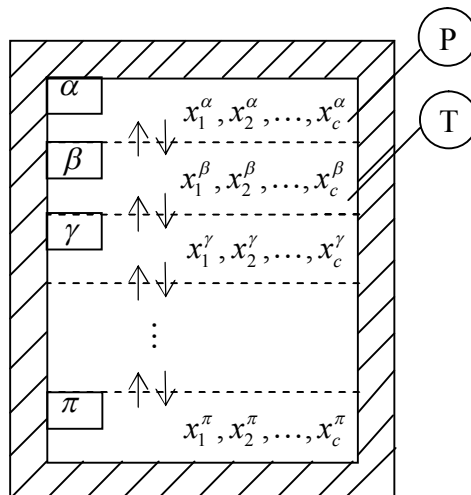 P
α
x₁^α, x₂^α, …, x_c^α
T
β
x₁^β, x₂^β, …, x_c^β
γ
x₁^γ, x₂^γ, …, x_c^γ
⋮
π
x₁^π, x₂^π, …, x_c^π